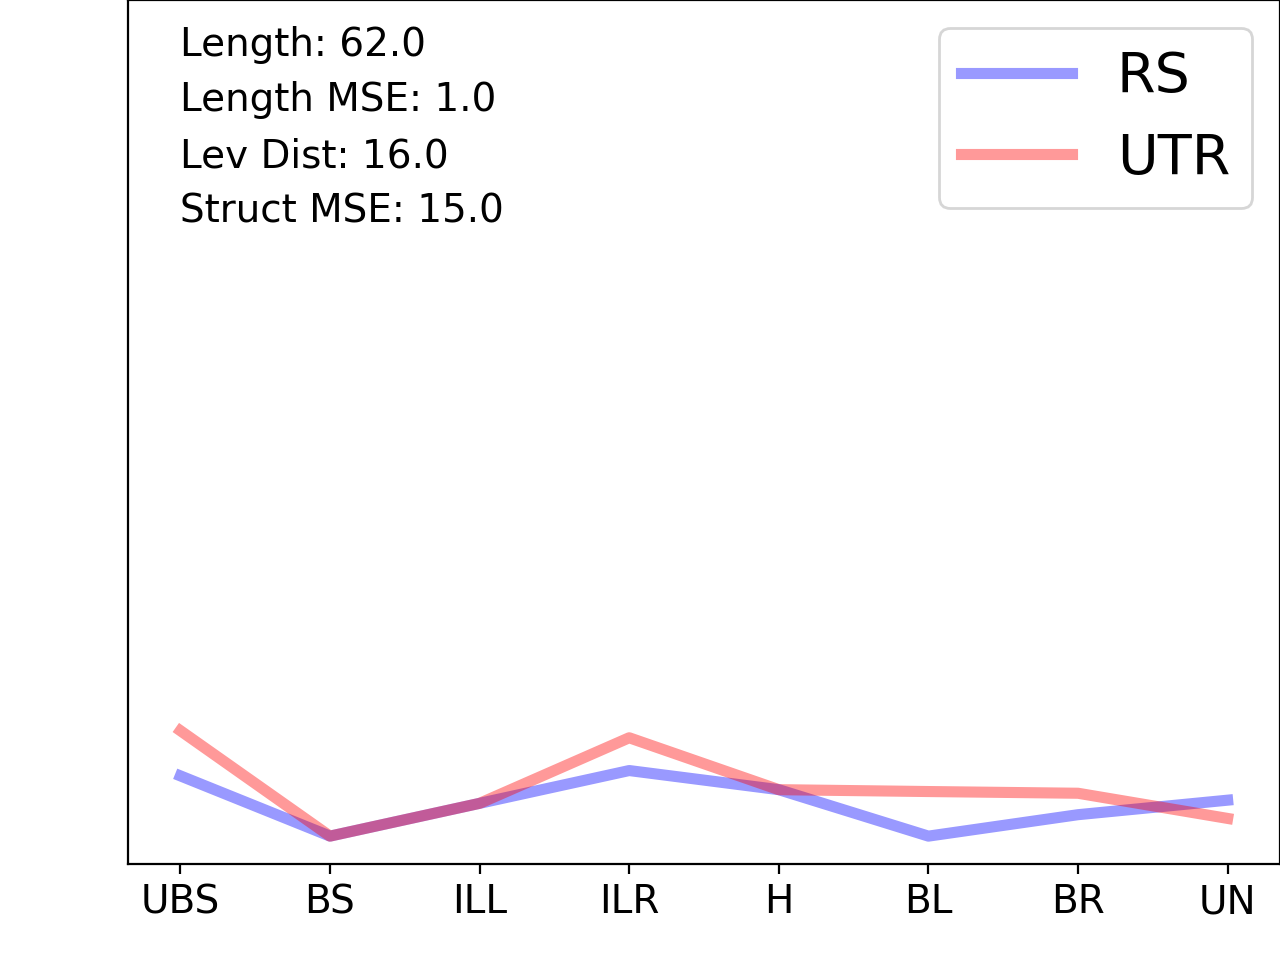 Length: 62.0
Length MSE: 1.0
Lev Dist: 16.0
Struct MSE: 15.0
RS
UTR
UBS BS ILL ILR H BL BR UN